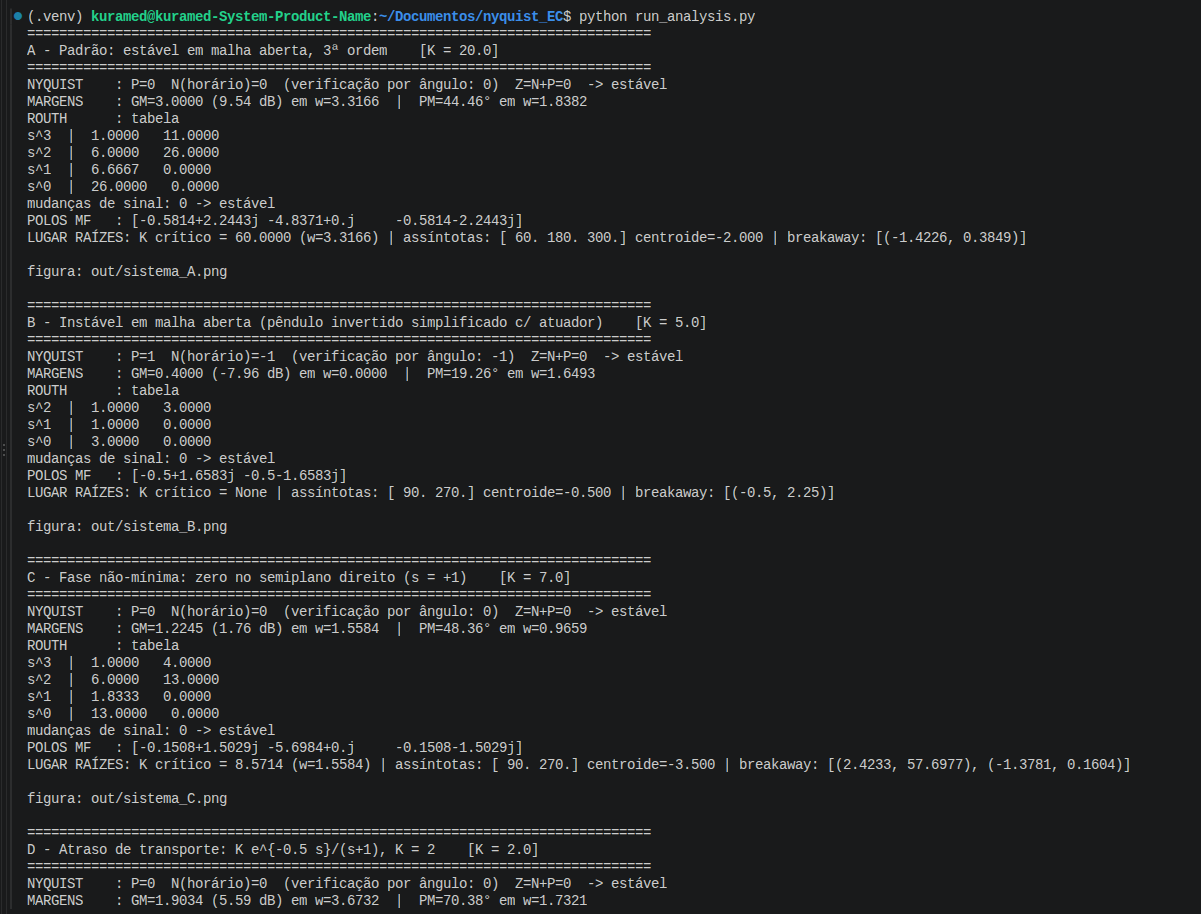 (.venv) kuramed@kuramed-System-Product-Name:~/Documentos/nyquist_EC$ python run_analysis.py
==============================================================================
A - Padrão: estável em malha aberta, 3ª ordem    [K = 20.0]
==============================================================================
NYQUIST    : P=0  N(horário)=0  (verificação por ângulo: 0)  Z=N+P=0  -> estável
MARGENS    : GM=3.0000 (9.54 dB) em w=3.3166  |  PM=44.46° em w=1.8382
ROUTH      : tabela
s^3  |  1.0000   11.0000
s^2  |  6.0000   26.0000
s^1  |  6.6667   0.0000
s^0  |  26.0000   0.0000
mudanças de sinal: 0 -> estável
POLOS MF   : [-0.5814+2.2443j -4.8371+0.j     -0.5814-2.2443j]
LUGAR RAÍZES: K crítico = 60.0000 (w=3.3166) | assíntotas: [ 60. 180. 300.] centroide=-2.000 | breakaway: [(-1.4226, 0.3849)]
figura: out/sistema_A.png
==============================================================================
B - Instável em malha aberta (pêndulo invertido simplificado c/ atuador)    [K = 5.0]
==============================================================================
NYQUIST    : P=1  N(horário)=-1  (verificação por ângulo: -1)  Z=N+P=0  -> estável
MARGENS    : GM=0.4000 (-7.96 dB) em w=0.0000  |  PM=19.26° em w=1.6493
ROUTH      : tabela
s^2  |  1.0000   3.0000
s^1  |  1.0000   0.0000
s^0  |  3.0000   0.0000
mudanças de sinal: 0 -> estável
POLOS MF   : [-0.5+1.6583j -0.5-1.6583j]
LUGAR RAÍZES: K crítico = None | assíntotas: [ 90. 270.] centroide=-0.500 | breakaway: [(-0.5, 2.25)]
figura: out/sistema_B.png
==============================================================================
C - Fase não-mínima: zero no semiplano direito (s = +1)    [K = 7.0]
==============================================================================
NYQUIST    : P=0  N(horário)=0  (verificação por ângulo: 0)  Z=N+P=0  -> estável
MARGENS    : GM=1.2245 (1.76 dB) em w=1.5584  |  PM=48.36° em w=0.9659
ROUTH      : tabela
s^3  |  1.0000   4.0000
s^2  |  6.0000   13.0000
s^1  |  1.8333   0.0000
s^0  |  13.0000   0.0000
mudanças de sinal: 0 -> estável
POLOS MF   : [-0.1508+1.5029j -5.6984+0.j     -0.1508-1.5029j]
LUGAR RAÍZES: K crítico = 8.5714 (w=1.5584) | assíntotas: [ 90. 270.] centroide=-3.500 | breakaway: [(2.4233, 57.6977), (-1.3781, 0.1604)]
figura: out/sistema_C.png
==============================================================================
D - Atraso de transporte: K e^{-0.5 s}/(s+1), K = 2    [K = 2.0]
==============================================================================
NYQUIST    : P=0  N(horário)=0  (verificação por ângulo: 0)  Z=N+P=0  -> estável
MARGENS    : GM=1.9034 (5.59 dB) em w=3.6732  |  PM=70.38° em w=1.7321